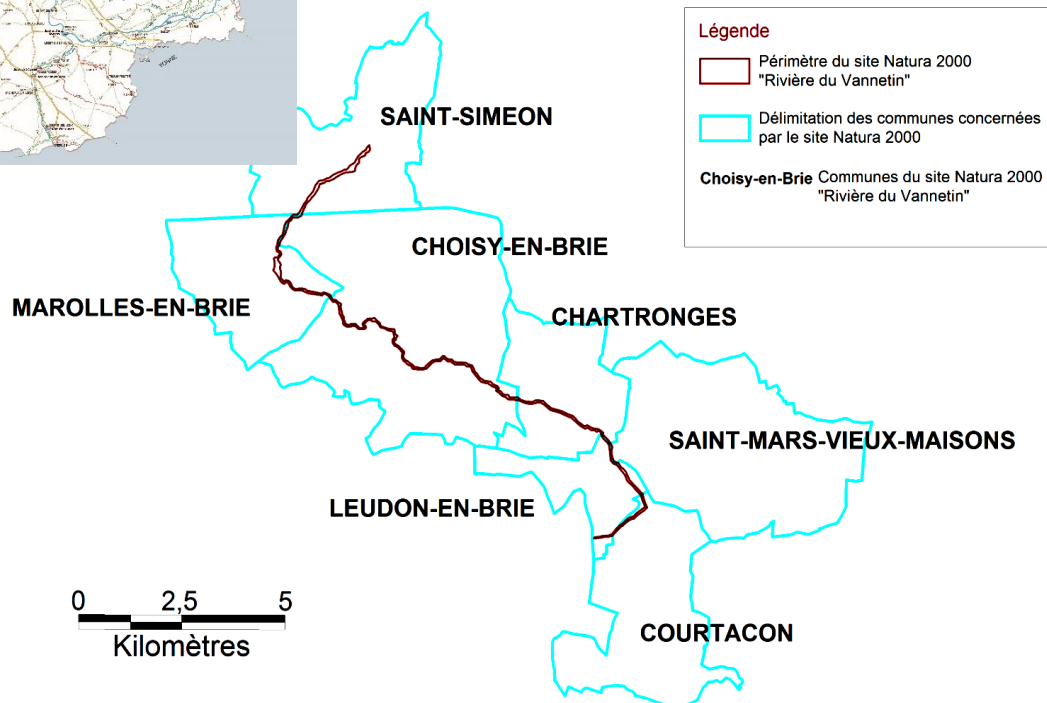 Légende
Périmètre du site Natura 2000
"Rivière du Vannetin"
Délimitation des communes concernées
par le site Natura 2000
Choisy-en-Brie Communes du site Natura 2000
"Rivière du Vannetin"
YONNE
SAINT-SIMEON
CHOISY-EN-BRIE
MAROLLES-EN-BRIE
CHARTRONGES
SAINT-MARS-VIEUX-MAISONS
LEUDON-EN-BRIE
COURTACON
0 2,5 5
Kilomètres